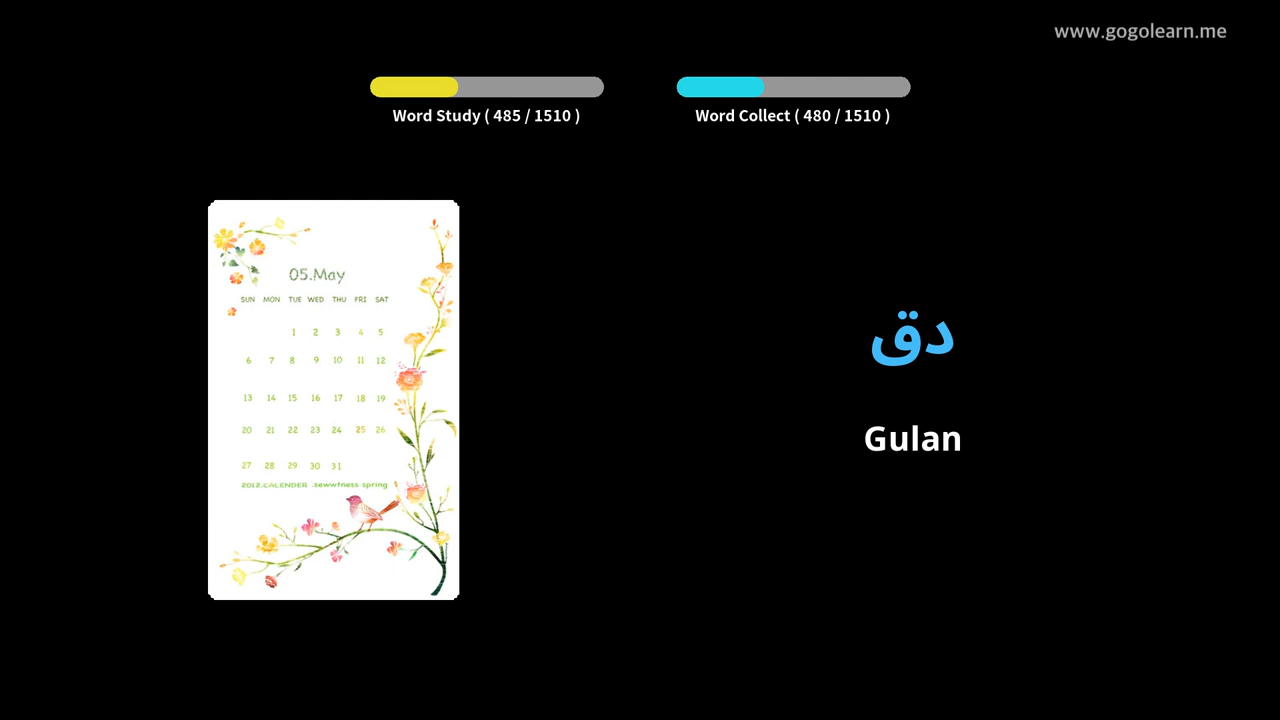 www.gogolearn.me
Word Study ( 485 / 1510 )
Word Collect ( 480 / 1510 )
05.May
SUN MON TUE WED THU FRI SAT
1 2 3 4 5
6 7 8 9 10 11 12
13 14 15 16 17 18 19
20 21 22 23 24 25 26
27 28 29 30 31
2012.CALENDER .sewwtness spring
دق
Gulan